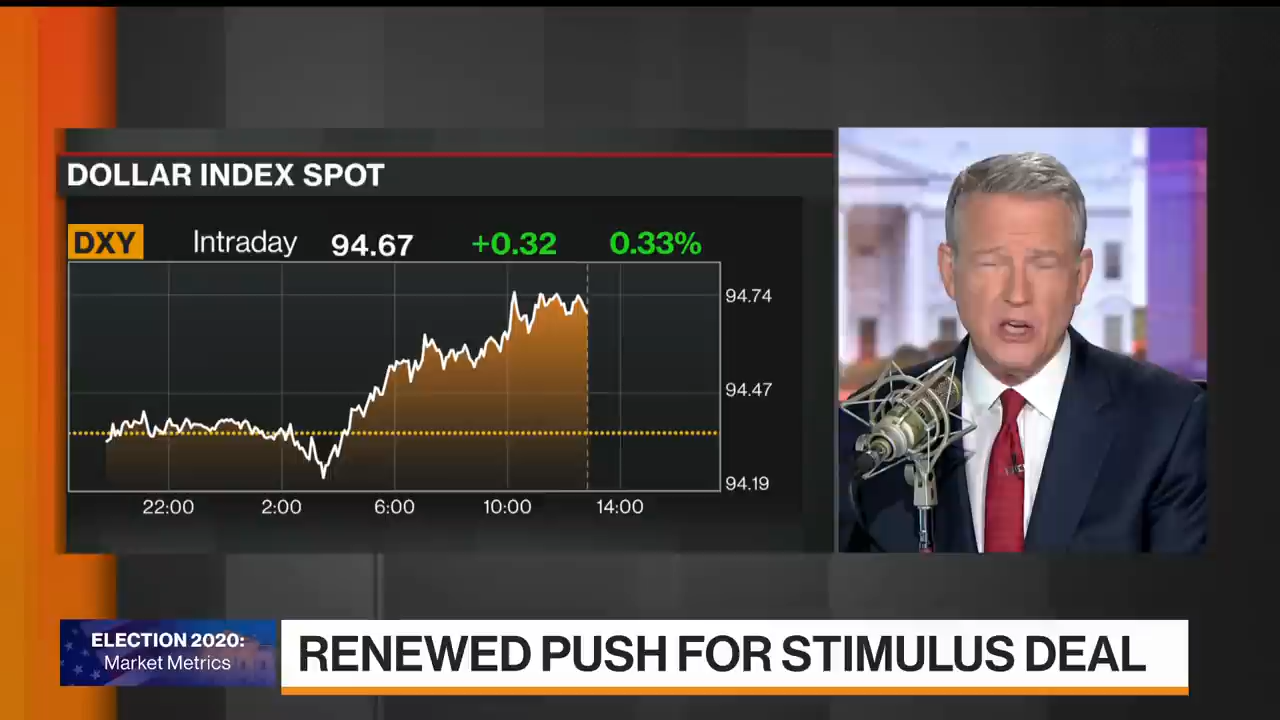 DOLLAR INDEX SPOT
DXY Intraday 94.67 +0.32 0.33%
94.74
94.47
94.19
22:00 2:00 6:00 10:00 14:00
ELECTION 2020:
Market Metrics
RENEWED PUSH FOR STIMULUS DEAL